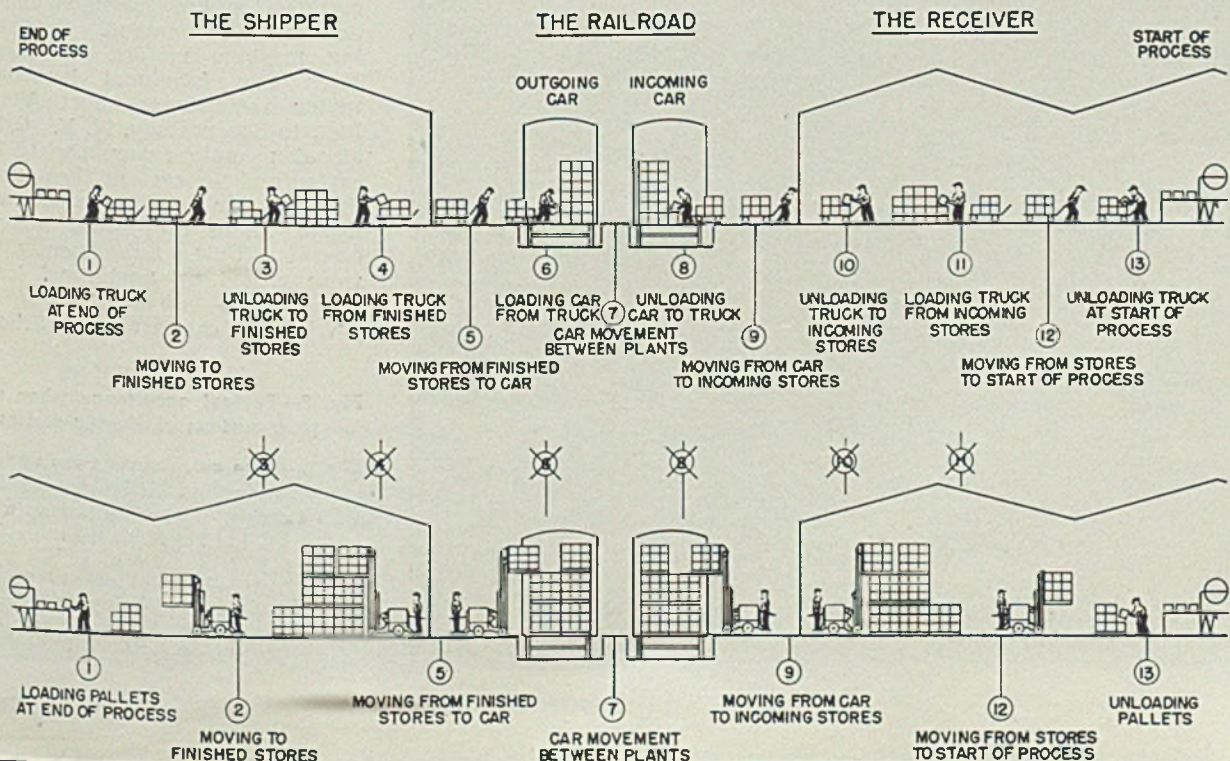 THE SHIPPER
THE RAILROAD
THE RECEIVER
END OF
PROCESS
START OF
PROCESS
OUTGOING
CAR
INCOMING
CAR
1
LOADING TRUCK
AT END OF
PROCESS
2
MOVING TO
FINISHED STORES
3
UNLOADING
TRUCK TO
FINISHED
STORES
4
LOADING TRUCK
FROM FINISHED
STORES
5
MOVING FROM FINISHED
STORES TO CAR
6
LOADING CAR
FROM TRUCK
7
CAR MOVEMENT
BETWEEN PLANTS
8
UNLOADING
CAR TO TRUCK
9
MOVING FROM CAR
TO INCOMING STORES
10
UNLOADING
TRUCK TO
INCOMING
STORES
11
LOADING TRUCK
FROM INCOMING
STORES
12
MOVING FROM STORES
TO START OF PROCESS
13
UNLOADING TRUCK
AT START OF
PROCESS
3
4
6
8
10
11
1
LOADING PALLETS
AT END OF PROCESS
2
MOVING TO
FINISHED STORES
5
MOVING FROM FINISHED
STORES TO CAR
7
CAR MOVEMENT
BETWEEN PLANTS
9
MOVING FROM CAR
TO INCOMING STORES
12
MOVING FROM STORES
TO START OF PROCESS
13
UNLOADING
PALLETS